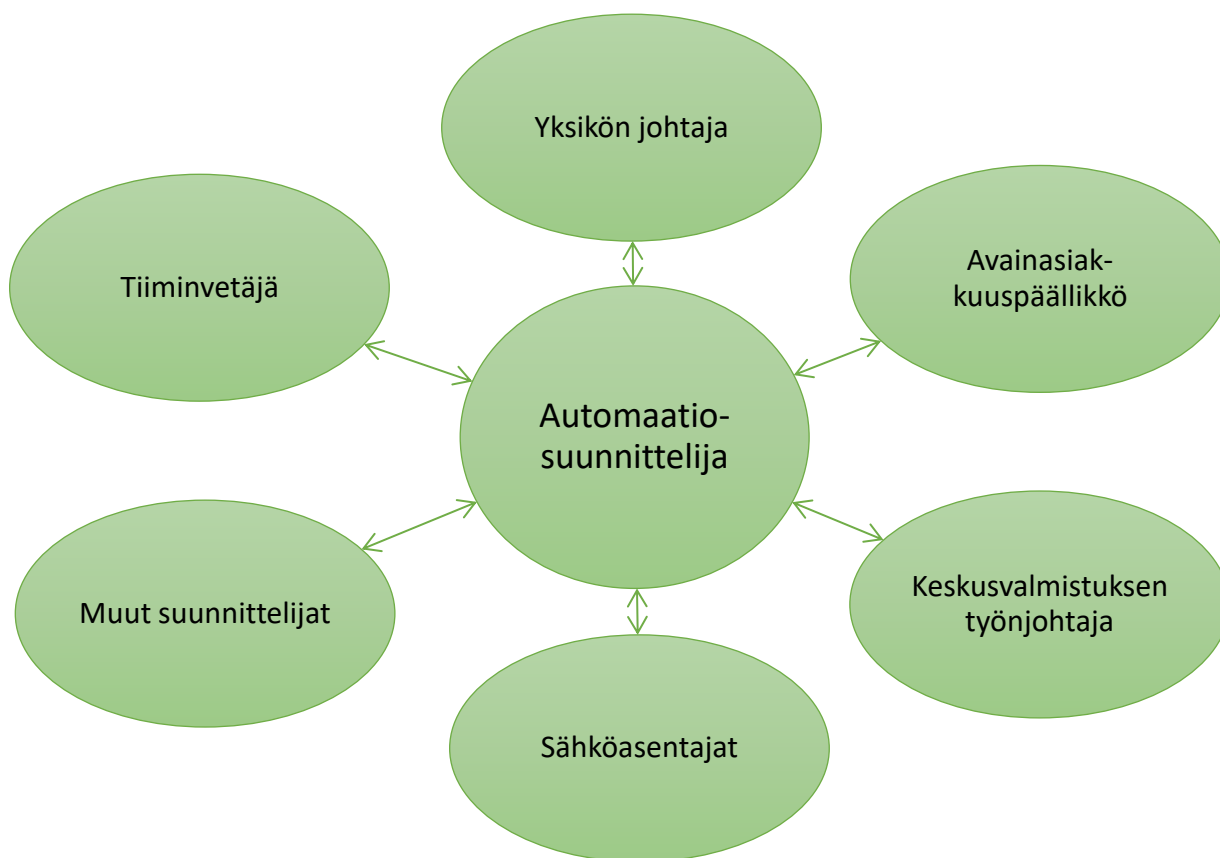 Yksikön johtaja
Avainasiak-
kuuspäällikkö
Tiiminvetäjä
Automaatio-
suunnittelija
Keskusvalmistuksen
työnjohtaja
Muut suunnittelijat
Sähköasentajat